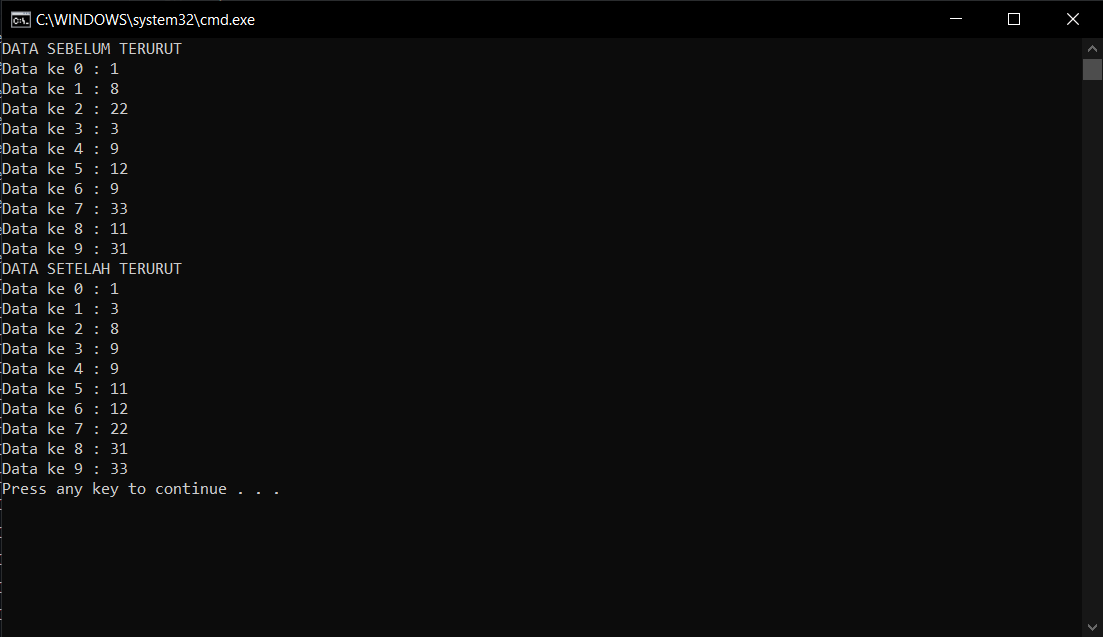 C:\WINDOWS\system32\cmd.exe
DATA SEBELUM TERURUT
Data ke 0 : 1
Data ke 1 : 8
Data ke 2 : 22
Data ke 3 : 3
Data ke 4 : 9
Data ke 5 : 12
Data ke 6 : 9
Data ke 7 : 33
Data ke 8 : 11
Data ke 9 : 31
DATA SETELAH TERURUT
Data ke 0 : 1
Data ke 1 : 3
Data ke 2 : 8
Data ke 3 : 9
Data ke 4 : 9
Data ke 5 : 11
Data ke 6 : 12
Data ke 7 : 22
Data ke 8 : 31
Data ke 9 : 33
Press any key to continue . . .